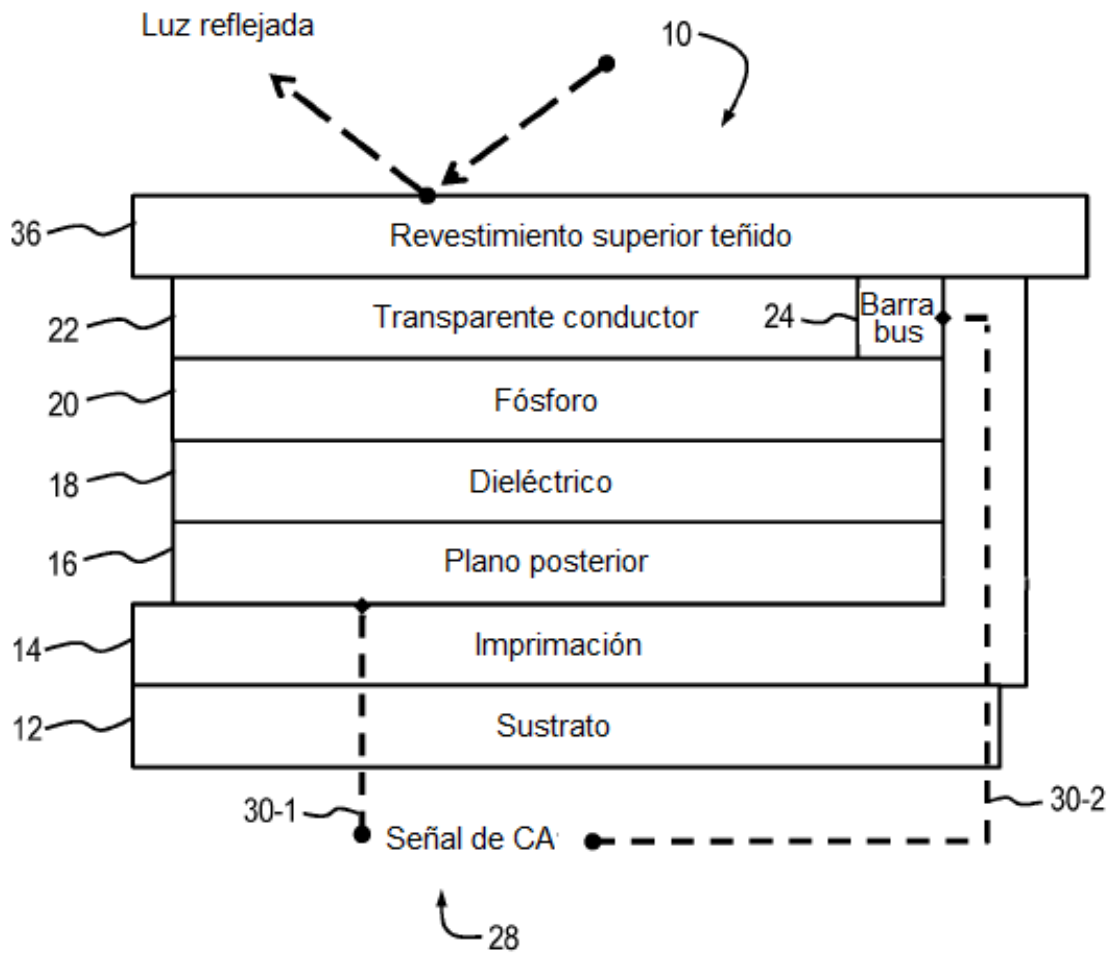 Luz reflejada
10
36
Revestimiento superior teñido
22
Transparente conductor
24
Barra
bus
20
Fósforo
18
Dieléctrico
16
Plano posterior
14
Imprimación
12
Sustrato
30-1
Señal de CA
30-2
28